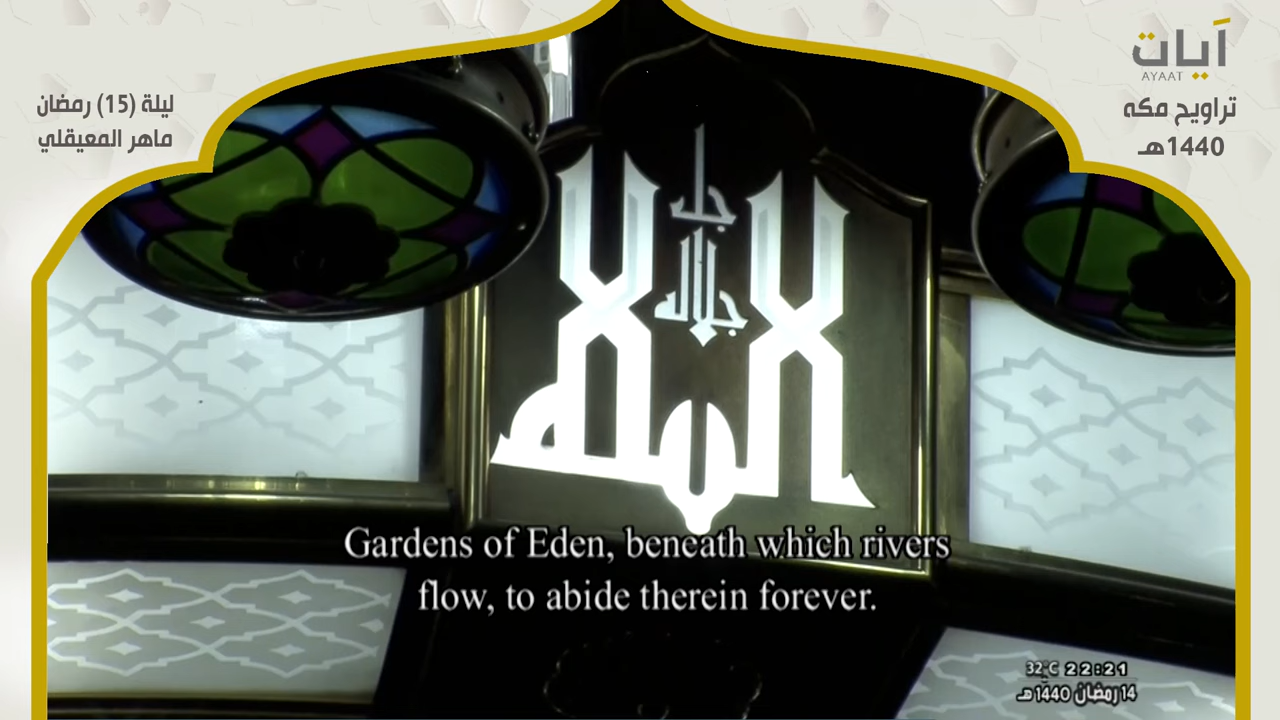 آيات
AYAAT
تراويح مكه
1440هـ
ليلة (15) رمضان
ماهر المعيقلي
الله
جل
جلاله
Gardens of Eden, beneath which rivers
flow, to abide therein forever.
32°C 22:21
14 رمضان 1440هـ